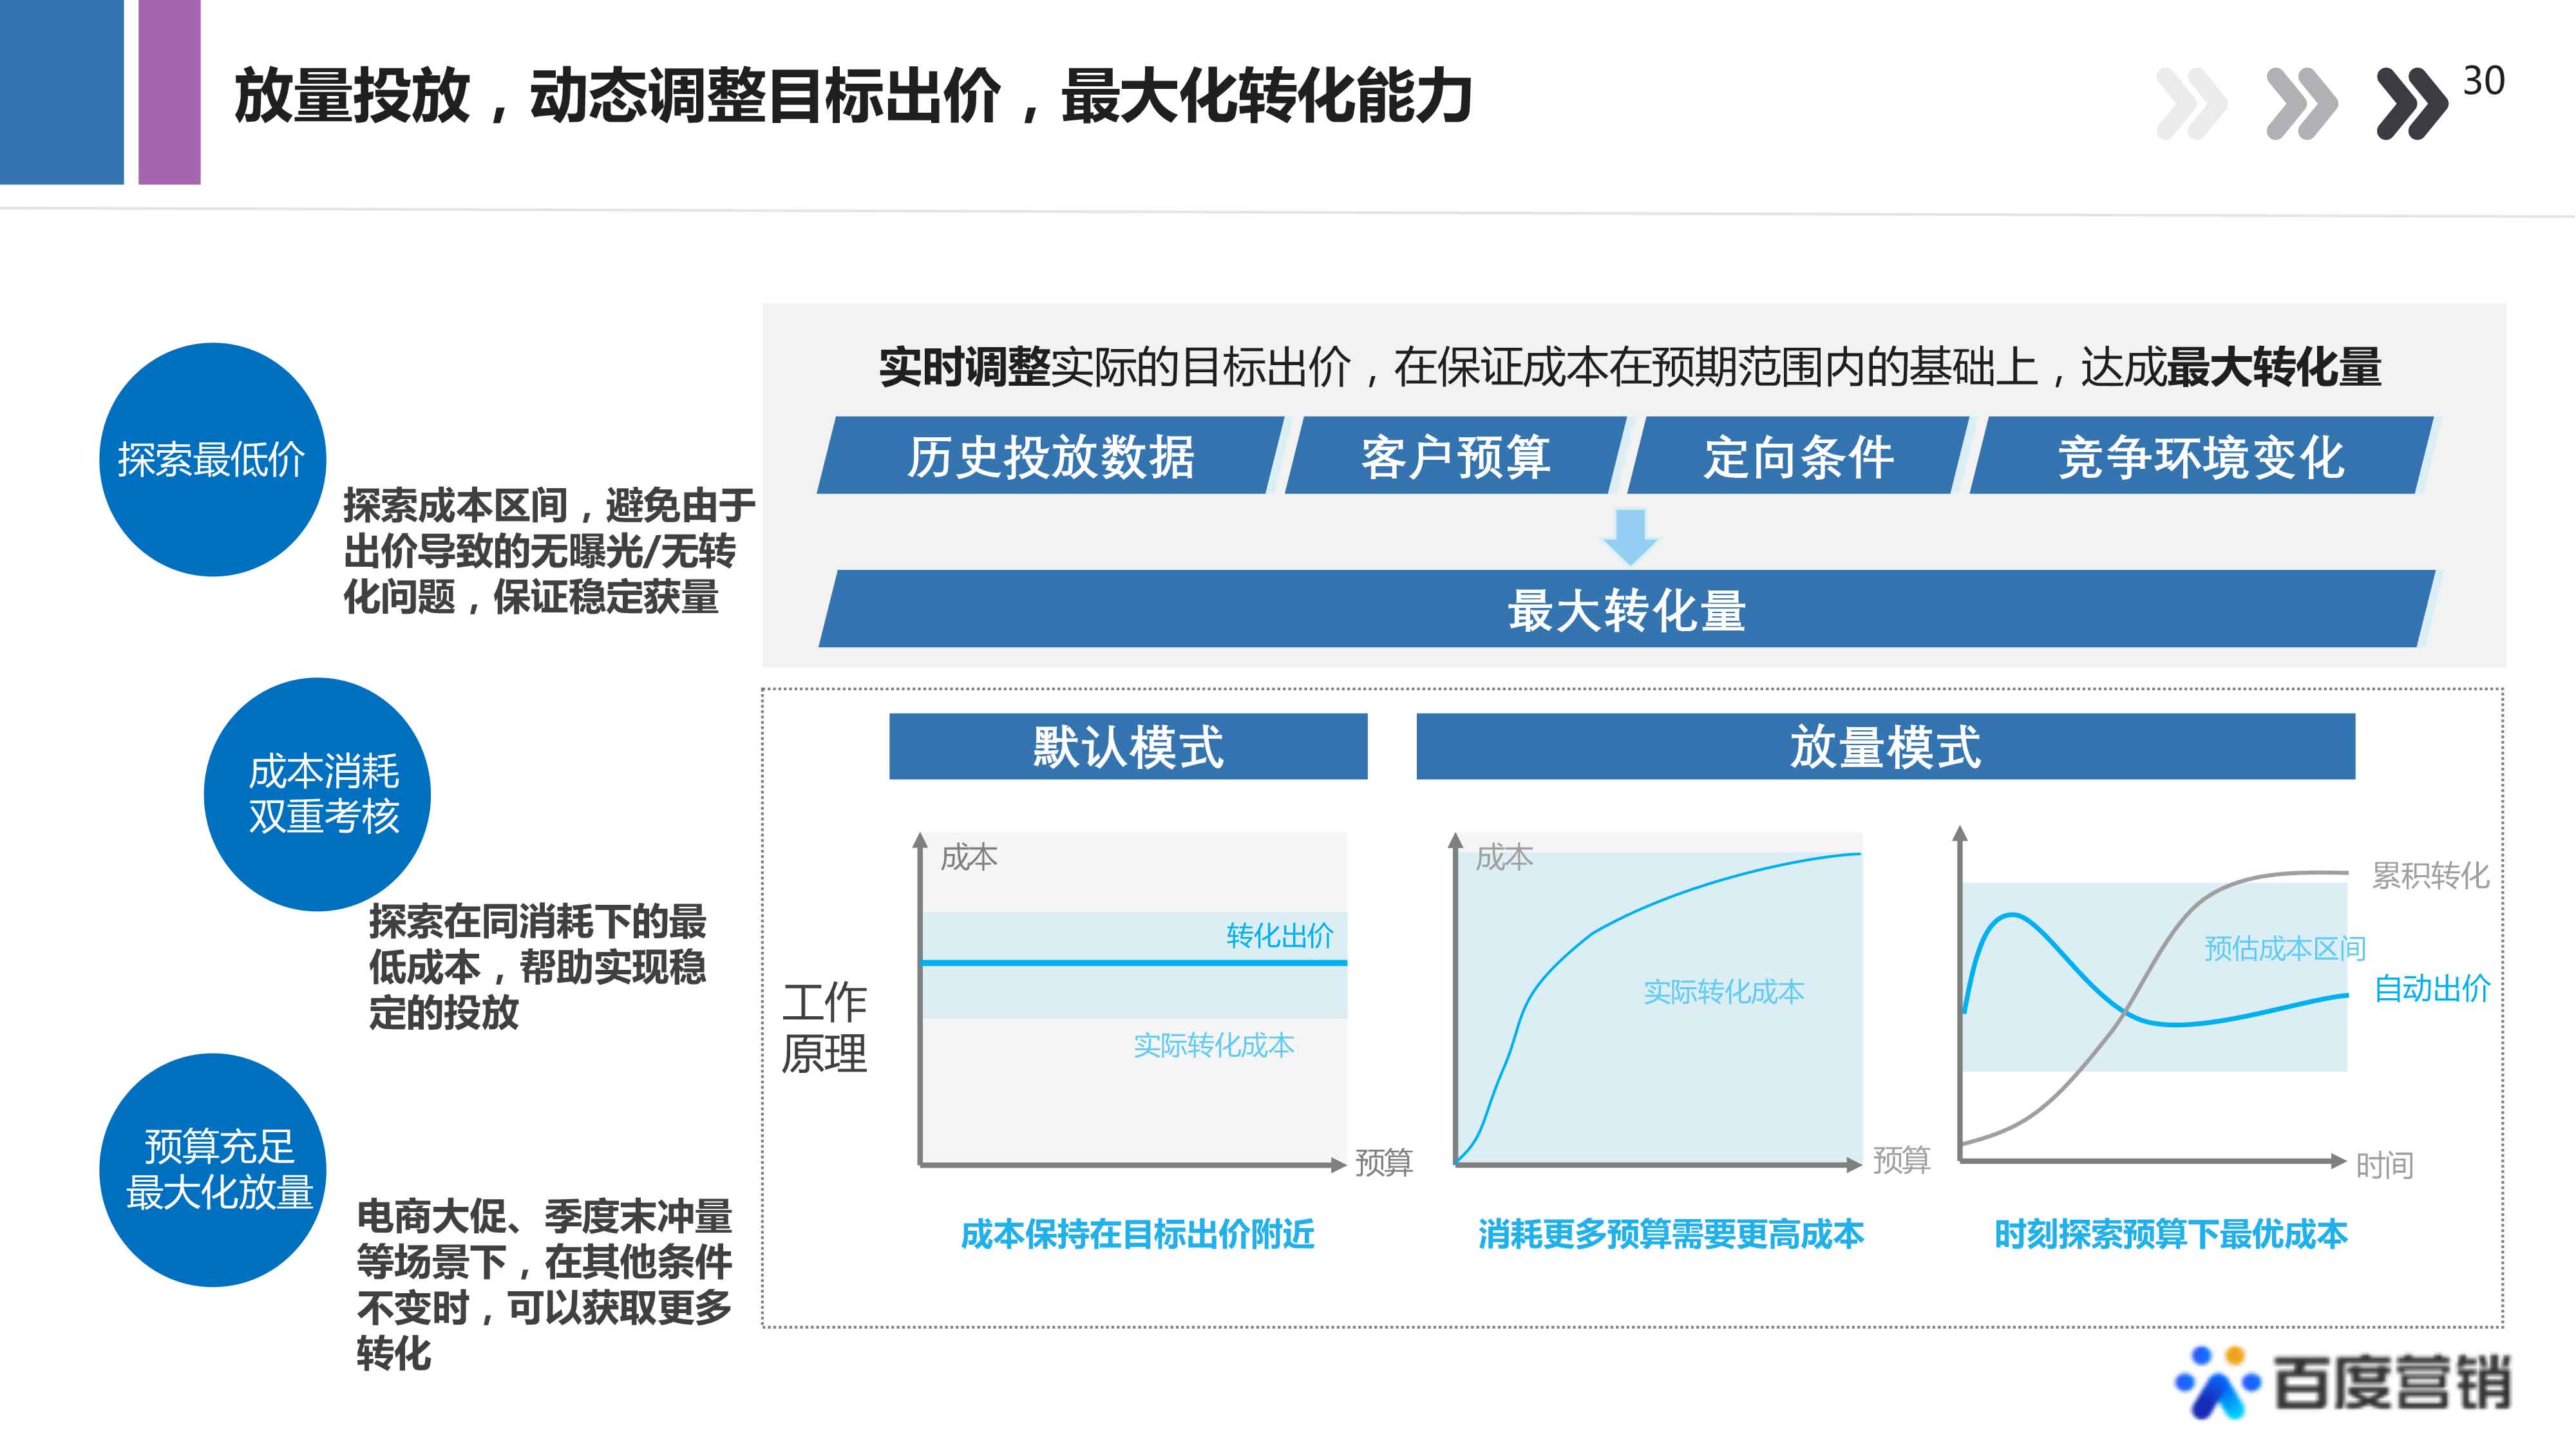 放量投放，动态调整目标出价，最大化转化能力
30
探索最低价
探索成本区间，避免由于
出价导致的无曝光/无转
化问题，保证稳定获量
成本消耗
双重考核
探索在同消耗下的最
低成本，帮助实现稳
定的投放
预算充足
最大化放量
电商大促、季度末冲量
等场景下，在其他条件
不变时，可以获取更多
转化
实时调整实际的目标出价，在保证成本在预期范围内的基础上，达成最大转化量
历史投放数据
客户预算
定向条件
竞争环境变化
最大转化量
工作
原理
默认模式
放量模式
成本
转化出价
实际转化成本
预算
成本保持在目标出价附近
成本
实际转化成本
预算
消耗更多预算需要更高成本
累积转化
预估成本区间
自动出价
时间
时刻探索预算下最优成本
百度营销